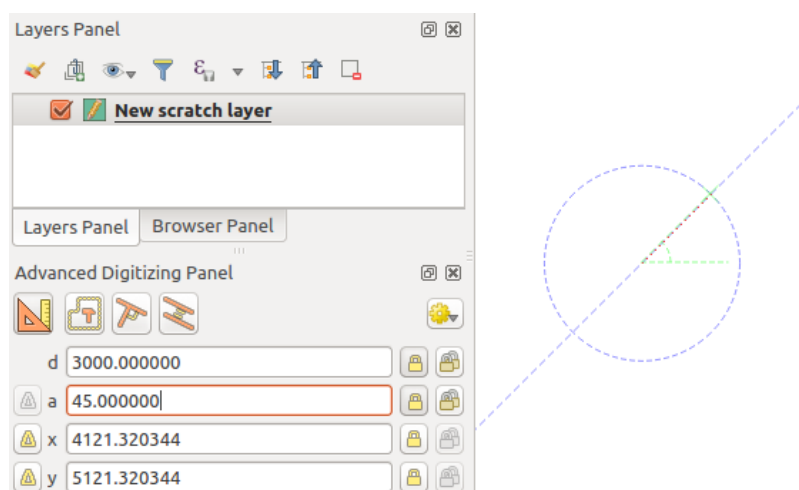 Layers Panel
ε
New scratch layer
Layers Panel Browser Panel
Advanced Digitizing Panel
d 3000.000000
a 45.000000
x 4121.320344
y 5121.320344